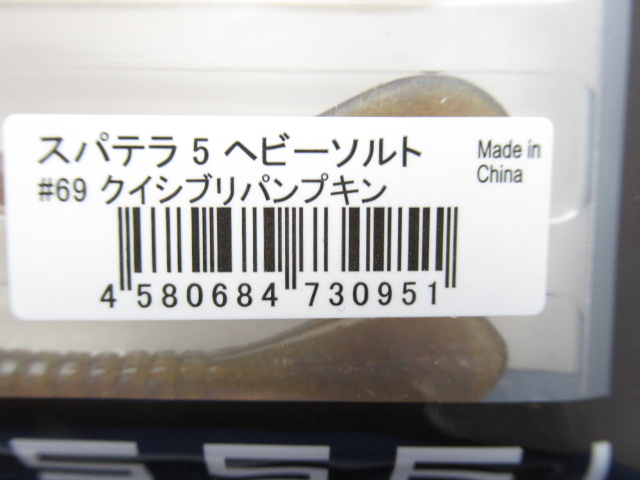 スパテラ 5 ヘビーソルト
Made in
China
#69 クイシブリパンプキン
4 580684 730951